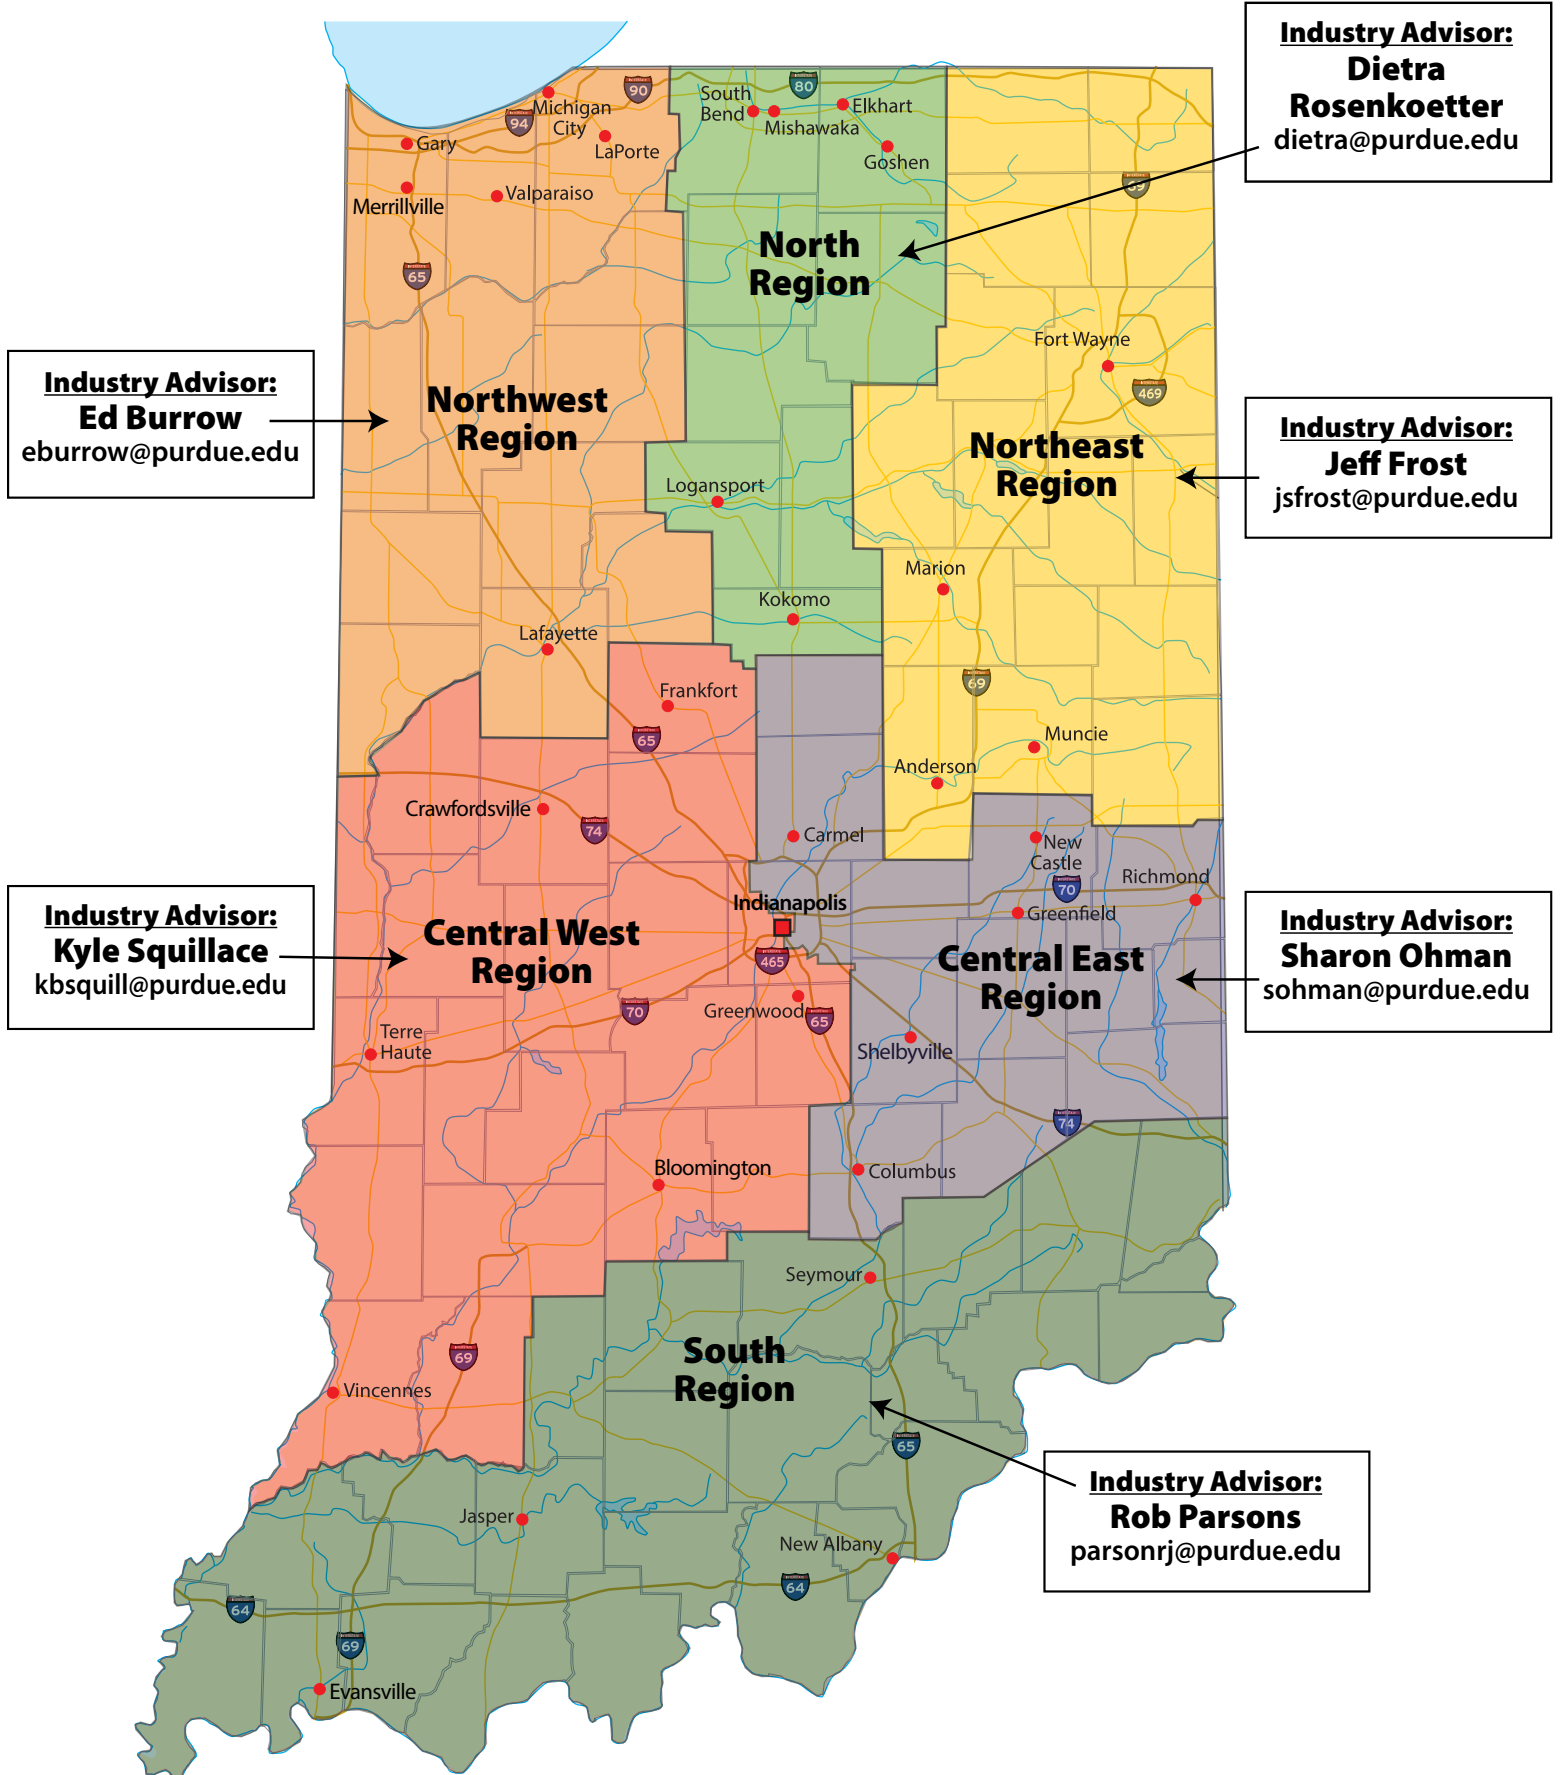 Industry Advisor:
Dietra
Rosenkoetter
dietra@purdue.edu
90
80
South
Bend
Mishawaka
Elkhart
Goshen
Michigan
City
94
LaPorte
Gary
Valparaiso
Merrillville
69
65
North
Region
Fort Wayne
469
Industry Advisor:
Ed Burrow
eburrow@purdue.edu
Northwest
Region
Industry Advisor:
Jeff Frost
jsfrost@purdue.edu
Northeast
Region
Logansport
Marion
Kokomo
Lafayette
Frankfort
69
65
Muncie
Anderson
Crawfordsville
74
Carmel
New
Castle
70
Richmond
Indianapolis
Greenfield
Industry Advisor:
Kyle Squillace
kbsquill@purdue.edu
Central West
Region
465
Central East
Region
Industry Advisor:
Sharon Ohman
sohman@purdue.edu
70
Greenwood
65
Terre
Haute
Shelbyville
74
Bloomington
Columbus
Seymour
69
South
Region
Vincennes
65
Industry Advisor:
Rob Parsons
parsonrj@purdue.edu
Jasper
New Albany
64
64
69
Evansville